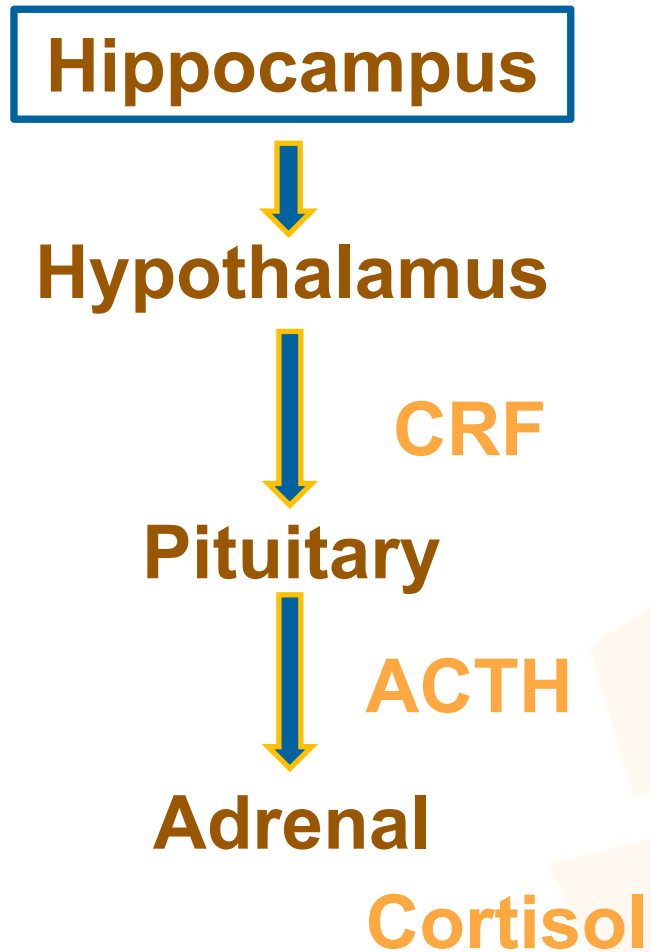 Hippocampus
Hypothalamus
CRF
Pituitary
ACTH
Adrenal
Cortisol